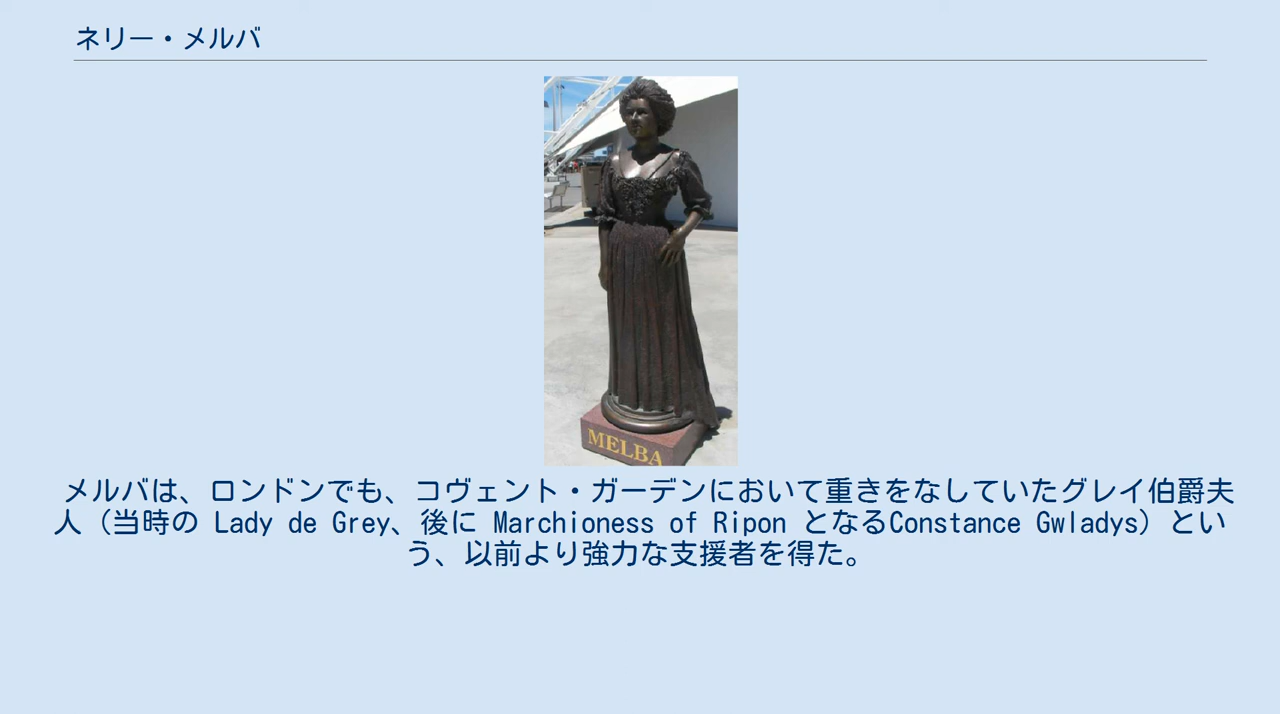 ネリー・メルバ
MELBA
メルバは、ロンドンでも、コヴェント・ガーデンにおいて重きをなしていたグレイ伯爵夫
人（当時の Lady de Grey、後に Marchioness of Ripon となるConstance Gwladys）とい
う、以前より強力な支援者を得た。